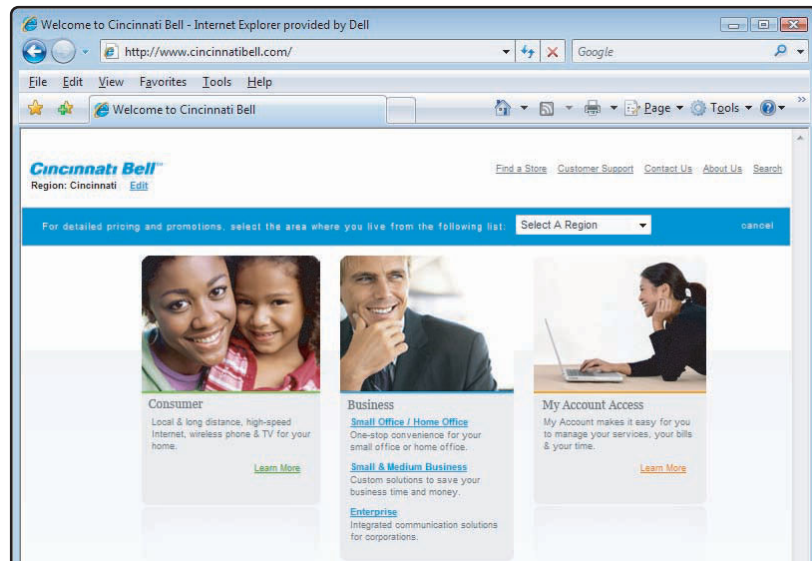 Welcome to Cincinnati Bell - Internet Explorer provided by Dell
http://www.cincinnatibell.com/
Google
File Edit View Favorites Tools Help
Welcome to Cincinnati Bell
Page Tools
Cincinnati Bell
Find a Store Customer Support Contact Us About Us Search
Region: Cincinnati Edit
For detailed pricing and promotions, select the area where you live from the following list: Select A Region cancel
Consumer
Local & long distance, high-speed
Internet, wireless phone & TV for your
home.
Learn More
Business
Small Office / Home Office
One-stop convenience for your
small office or home office.
Small & Medium Business
Custom solutions to save your
business time and money.
Enterprise
Integrated communication solutions
for corporations.
My Account Access
My Account makes it easy for you
to manage your services, your bills
& your time.
Learn More